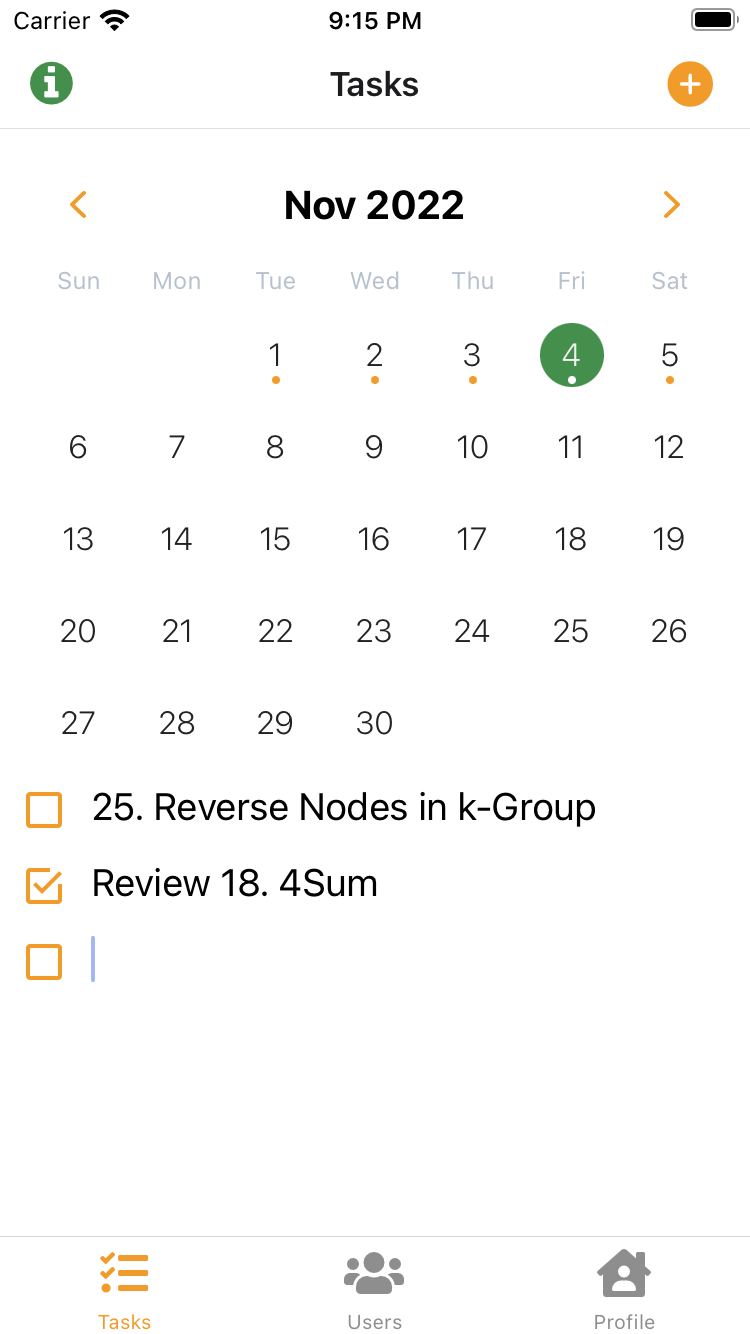 Carrier 9:15 PM
Tasks
Nov 2022
Sun Mon Tue Wed Thu Fri Sat
1 2 3 4 5
6 7 8 9 10 11 12
13 14 15 16 17 18 19
20 21 22 23 24 25 26
27 28 29 30
25. Reverse Nodes in k-Group
Review 18. 4Sum
Tasks Users Profile